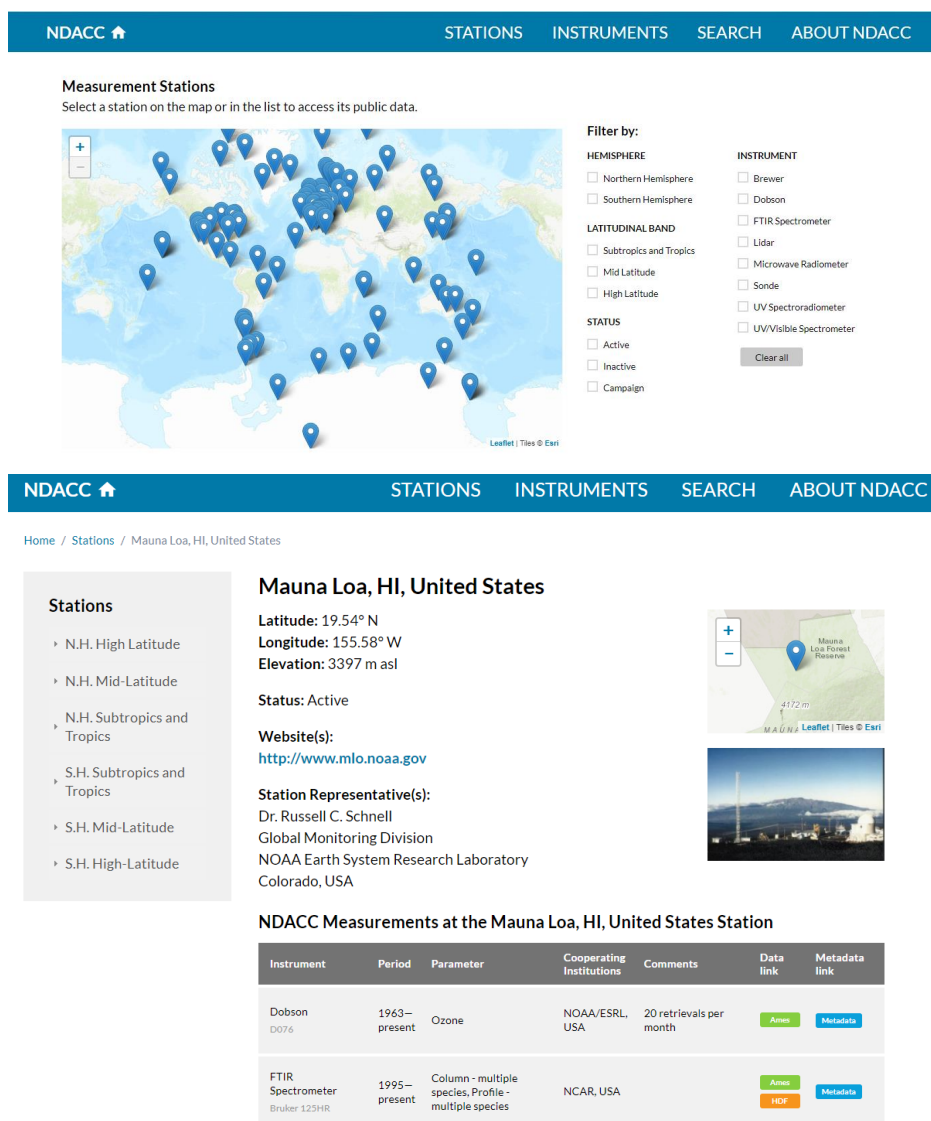 NDACC
STATIONS INSTRUMENTS SEARCH ABOUT NDACC
Measurement Stations
Select a station on the map or in the list to access its public data.
+
−
Leaflet | Tiles © Esri
Filter by:
HEMISPHERE
Northern Hemisphere
Southern Hemisphere
LATITUDINAL BAND
Subtropics and Tropics
Mid Latitude
High Latitude
STATUS
Active
Inactive
Campaign
INSTRUMENT
Brewer
Dobson
FTIR Spectrometer
Lidar
Microwave Radiometer
Sonde
UV Spectroradiometer
UV/Visible Spectrometer
Clear all
NDACC
STATIONS INSTRUMENTS SEARCH ABOUT NDACC
Home / Stations / Mauna Loa, HI, United States
Stations
N.H. High Latitude
N.H. Mid-Latitude
N.H. Subtropics and
Tropics
S.H. Subtropics and
Tropics
S.H. Mid-Latitude
S.H. High-Latitude
Mauna Loa, HI, United States
Latitude: 19.54° N
Longitude: 155.58° W
Elevation: 3397 m asl
Status: Active
Website(s):
http://www.mlo.noaa.gov
Station Representative(s):
Dr. Russell C. Schnell
Global Monitoring Division
NOAA Earth System Research Laboratory
Colorado, USA
+
−
Mauna
Loa Forest
Reserve
4172 m
MAUNA
Leaflet | Tiles © Esri
NDACC Measurements at the Mauna Loa, HI, United States Station
Instrument Period Parameter Cooperating Institutions Comments Data link Metadata link
Dobson
D076
1963—
present
Ozone
NOAA/ESRL,
USA
20 retrievals per
month
Ames
Metadata
FTIR
Spectrometer
Bruker 125HR
1995—
present
Column - multiple
species, Profile -
multiple species
NCAR, USA
Ames
HDF
Metadata